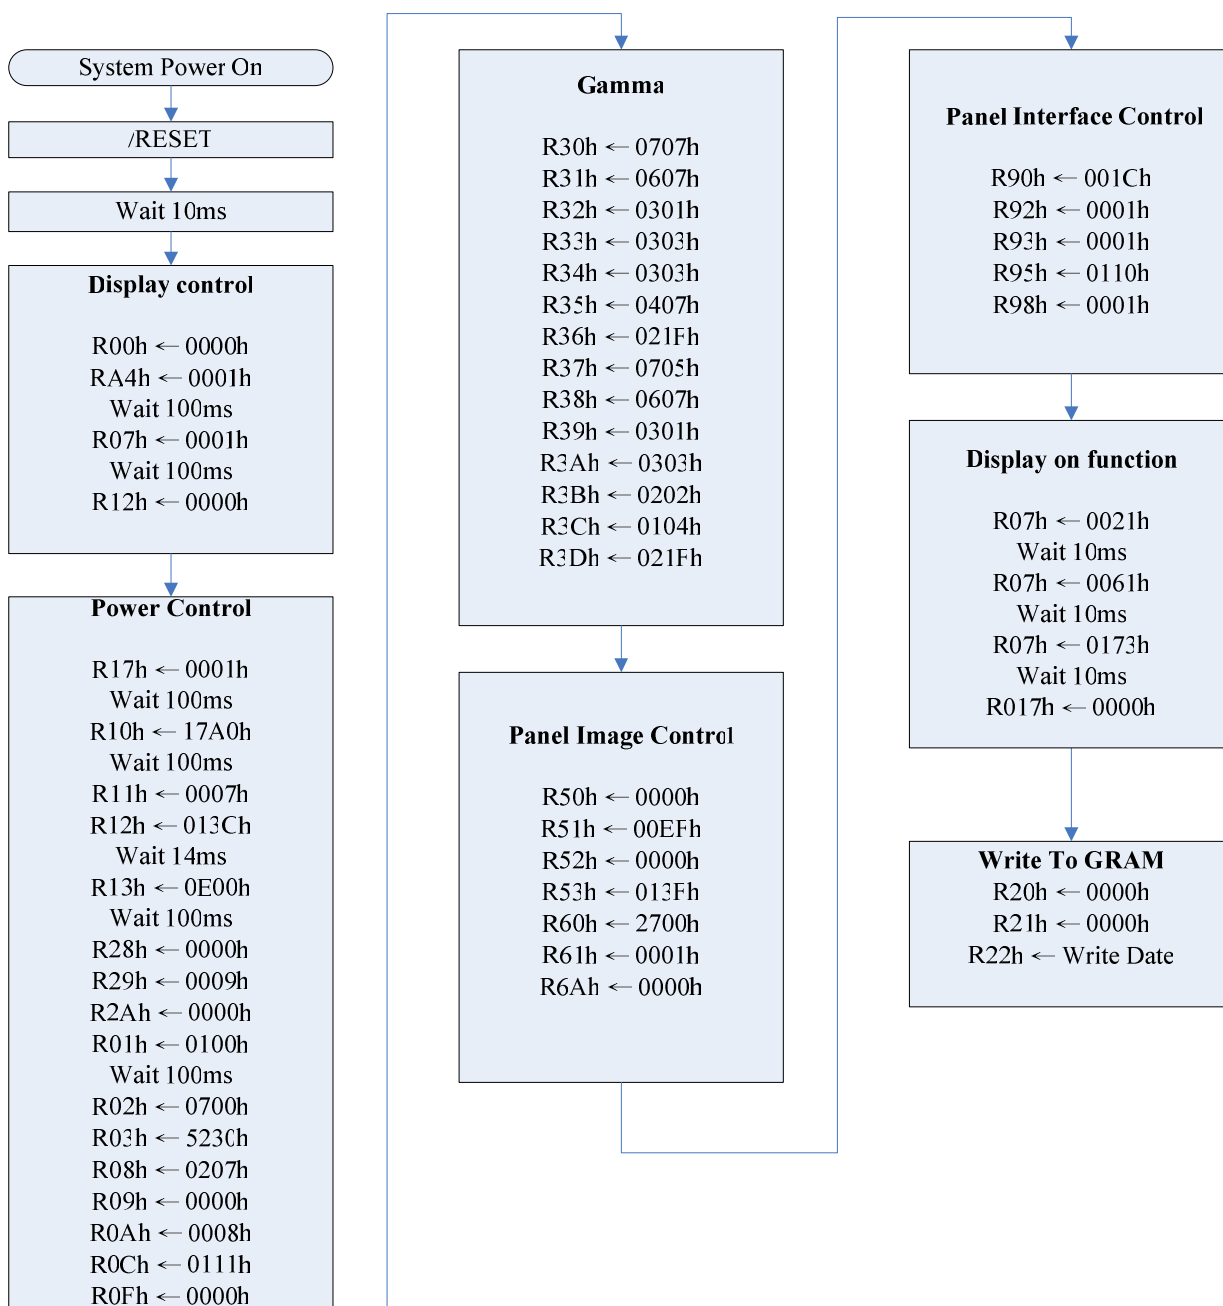 System Power On
/RESET
Wait 10ms
Display control
R00h ← 0000h
RA4h ← 0001h
Wait 100ms
R07h ← 0001h
Wait 100ms
R12h ← 0000h
Power Control
R17h ← 0001h
Wait 100ms
R10h ← 17A0h
Wait 100ms
R11h ← 0007h
R12h ← 013Ch
Wait 14ms
R13h ← 0E00h
Wait 100ms
R28h ← 0000h
R29h ← 0009h
R2Ah ← 0000h
R01h ← 0100h
Wait 100ms
R02h ← 0700h
R03h ← 5230h
R08h ← 0207h
R09h ← 0000h
R0Ah ← 0008h
R0Ch ← 0111h
R0Fh ← 0000h
Gamma
R30h ← 0707h
R31h ← 0607h
R32h ← 0301h
R33h ← 0303h
R34h ← 0303h
R35h ← 0407h
R36h ← 021Fh
R37h ← 0705h
R38h ← 0607h
R39h ← 0301h
R3Ah ← 0303h
R3Bh ← 0202h
R3Ch ← 0104h
R3Dh ← 021Fh
Panel Image Control
R50h ← 0000h
R51h ← 00EFh
R52h ← 0000h
R53h ← 013Fh
R60h ← 2700h
R61h ← 0001h
R6Ah ← 0000h
Panel Interface Control
R90h ← 001Ch
R92h ← 0001h
R93h ← 0001h
R95h ← 0110h
R98h ← 0001h
Display on function
R07h ← 0021h
Wait 10ms
R07h ← 0061h
Wait 10ms
R07h ← 0173h
Wait 10ms
R017h ← 0000h
Write To GRAM
R20h ← 0000h
R21h ← 0000h
R22h ← Write Date